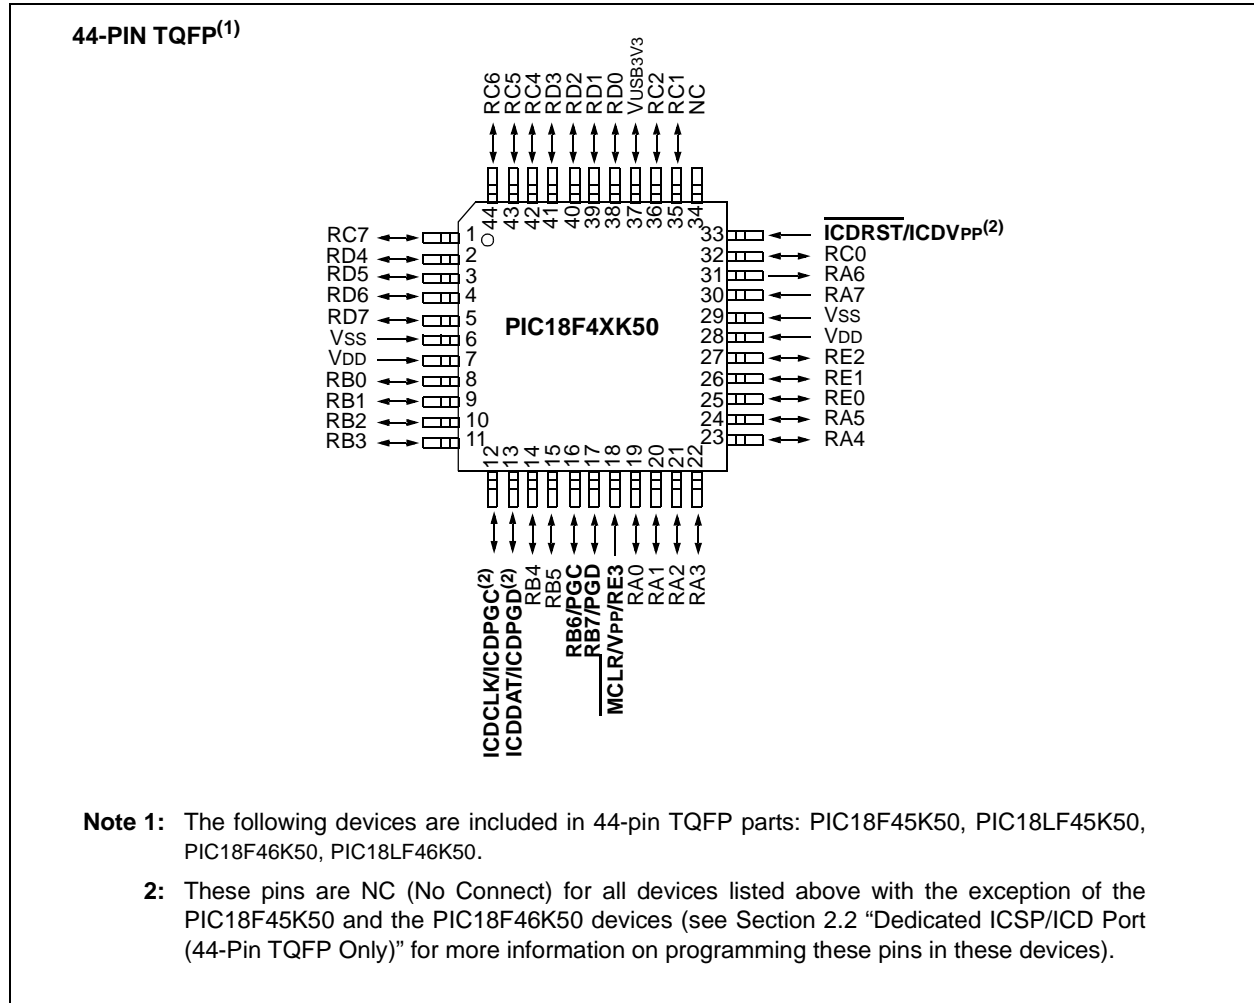 44-PIN TQFP(1)
RC6
RC5
RC4
RD3
RD2
RD1
RD0
VUSB3V3
RC2
RC1
NC
44
43
42
41
40
39
38
37
36
35
34
RC7 1
RD4 2
RD5 3
RD6 4
RD7 5
VSS 6
VDD 7
RB0 8
RB1 9
RB2 10
RB3 11
PIC18F4XK50
33 ICDRST/ICDVPP(2)
32 RC0
31 RA6
30 RA7
29 VSS
28 VDD
27 RE2
26 RE1
25 RE0
24 RA5
23 RA4
12
13
14
15
16
17
18
19
20
21
22
ICDCLK/ICDPGC(2)
ICDDAT/ICDPGD(2)
RB4
RB5
RB6/PGC
RB7/PGD
MCLR/VPP/RE3
RA0
RA1
RA2
RA3
Note 1: The following devices are included in 44-pin TQFP parts: PIC18F45K50, PIC18LF45K50,
PIC18F46K50, PIC18LF46K50.
2: These pins are NC (No Connect) for all devices listed above with the exception of the
PIC18F45K50 and the PIC18F46K50 devices (see Section 2.2 “Dedicated ICSP/ICD Port
(44-Pin TQFP Only)” for more information on programming these pins in these devices).